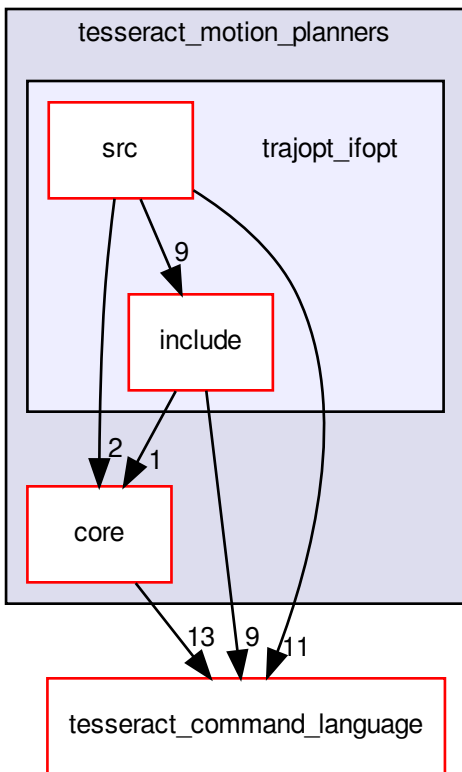 tesseract_motion_planners
src
trajopt_ifopt
9
include
2
1
core
13
9
11
tesseract_command_language